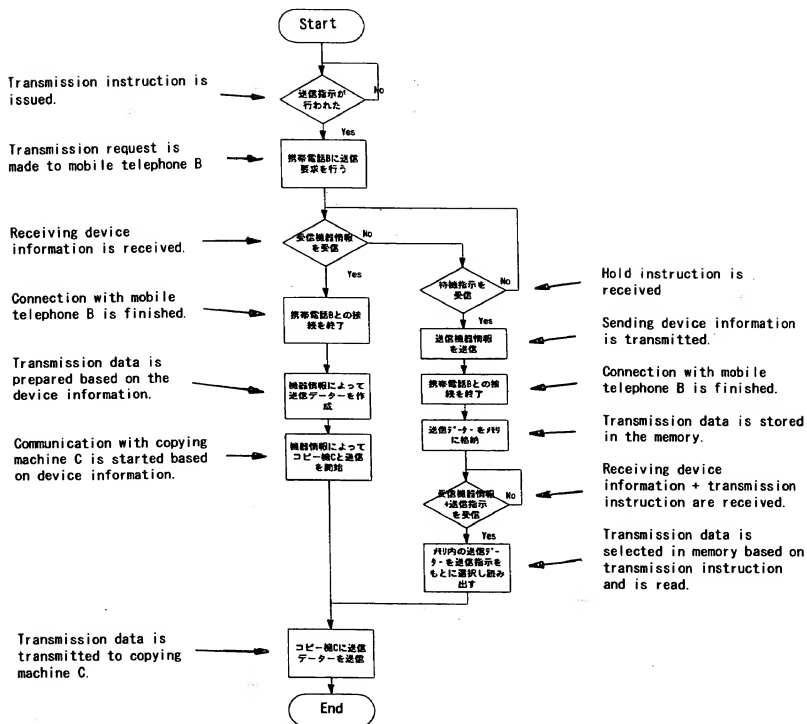 Start
Transmission instruction is
issued.
送信指示が
行われた
No
Yes
Transmission request is
made to mobile telephone B
携帯電話Bに送信
要求を行う
Receiving device
information is received.
受信機器情報
を受信
No
Yes
待機指示を
受信
No
Yes
Hold instruction is
received
Connection with mobile
telephone B is finished.
携帯電話Bとの接
続を終了
送信機器情報
を送信
Sending device information
is transmitted.
Transmission data is
prepared based on the
device information.
機器情報によって
送信データーを作
成
携帯電話Bとの接
続を終了
Connection with mobile
telephone B is finished.
Communication with copying
machine C is started based
on device information.
機器情報によって
コピー機Cと送信
を開始
送信ﾃﾞｰﾀｰをﾒﾓﾘ
に格納
Transmission data is stored
in the memory.
受信機器情報
+送信指示
を受信
No
Yes
Receiving device
information + transmission
instruction are received.
ﾒﾓﾘ内の送信ﾃﾞｰ
ﾀｰを送信指示を
もとに選択し読み
出す
Transmission data is
selected in memory based on
transmission instruction
and is read.
Transmission data is
transmitted to copying
machine C.
コピー機Cに送信
データーを送信
End